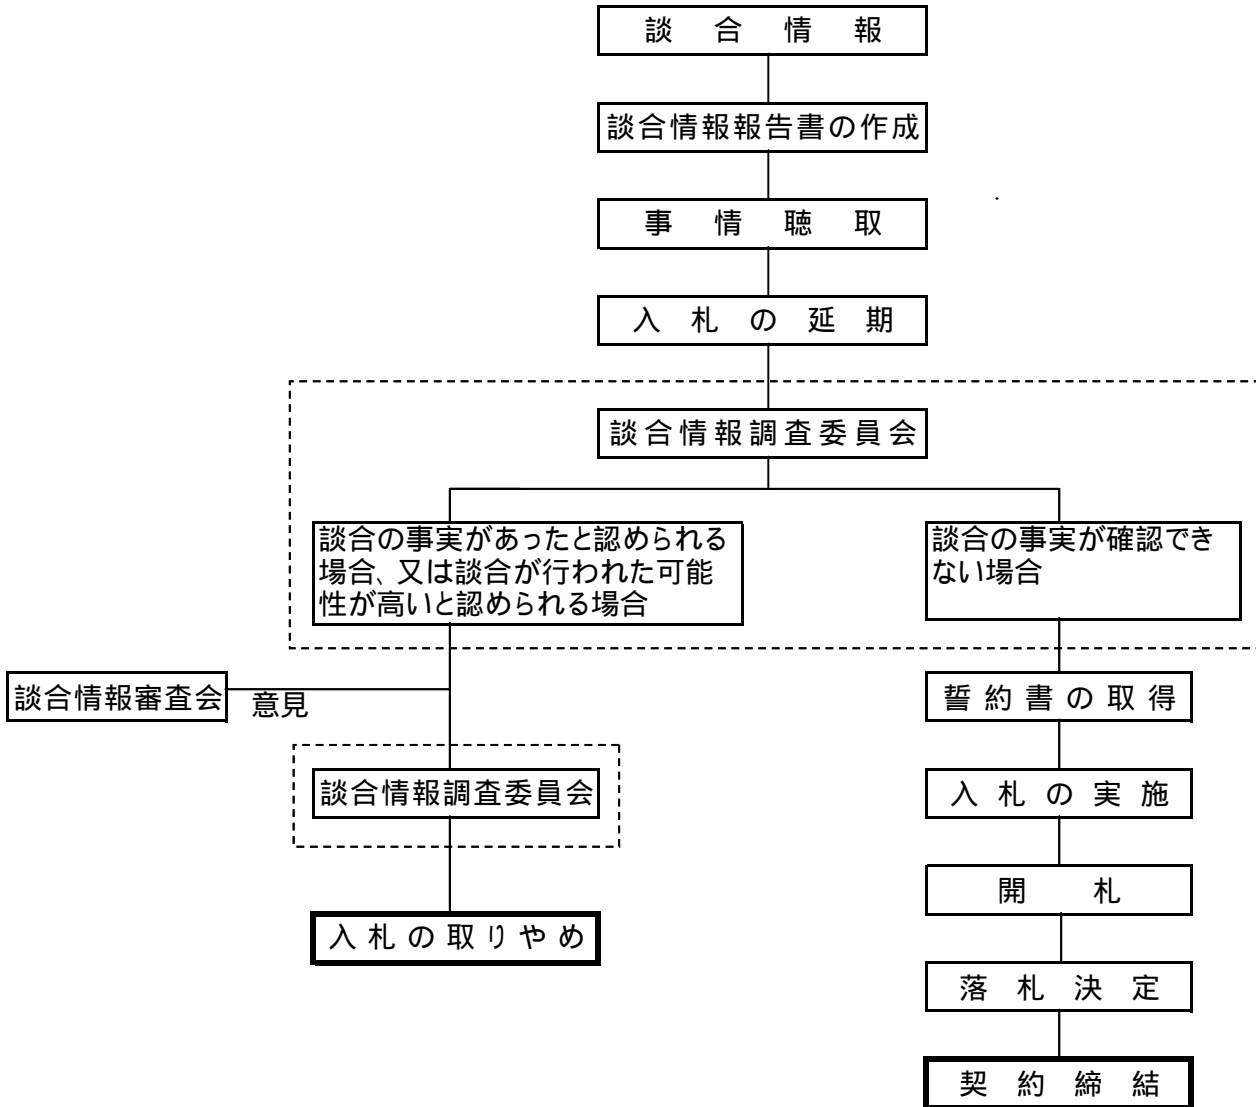 談合情報
談合情報報告書の作成
事情聴取
入札の延期
談合情報調査委員会
談合の事実があったと認められる
場合、又は談合が行われた可能
性が高いと認められる場合
談合の事実が確認でき
ない場合
談合情報審査会
意見
誓約書の取得
談合情報調査委員会
入札の実施
開札
入札の取りやめ
落札決定
契約締結